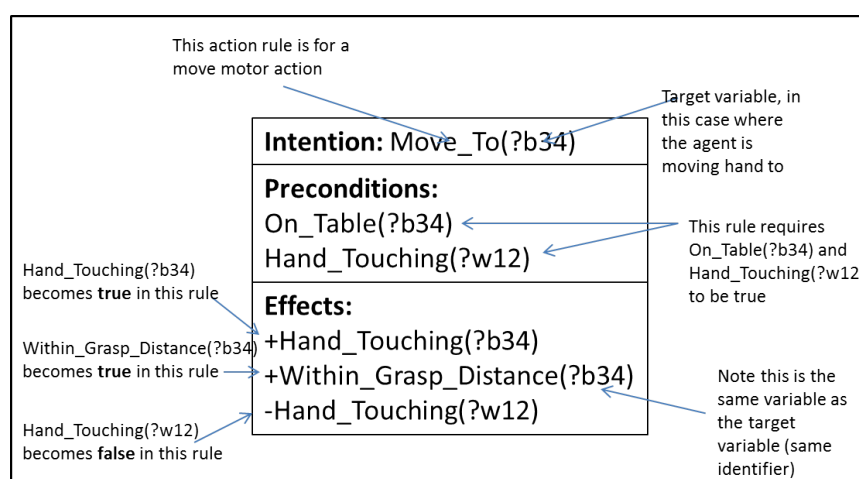 This action rule is for a
move motor action
Target variable, in
this case where
the agent is
moving hand to
Intention: Move_To(?b34)
Preconditions:
On_Table(?b34)
Hand_Touching(?w12)
This rule requires
On_Table(?b34) and
Hand_Touching(?w12
to be true
Hand_Touching(?b34)
becomes true in this rule
Within_Grasp_Distance(?b34)
becomes true in this rule
Hand_Touching(?w12)
becomes false in this rule
Effects:
+Hand_Touching(?b34)
+Within_Grasp_Distance(?b34)
-Hand_Touching(?w12)
Note this is the
same variable as
the target
variable (same
identifier)